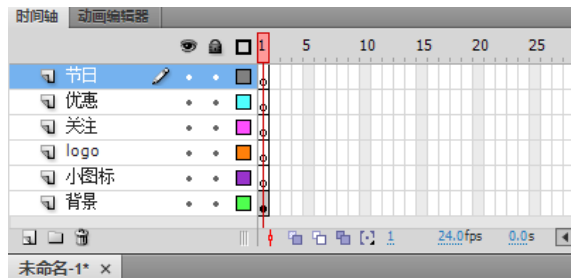 时间轴 动画编辑器
1 5 10 15 20 25
节日
优惠
关注
logo
小图标
背景
1 24.0fps 0.0s
未命名-1* ×